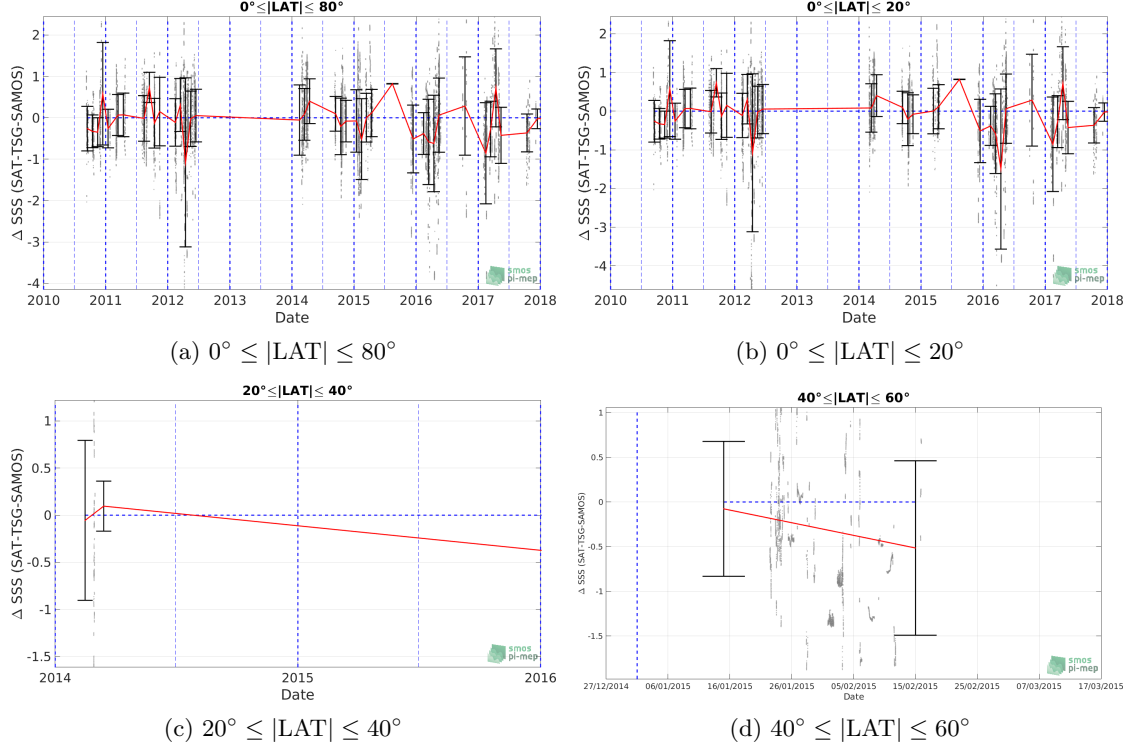 0°≤|LAT|≤ 80°
Δ SSS (SAT-TSG-SAMOS)
2
1
0
-1
-2
-3
-4
2010 2011 2012 2013 2014 2015 2016 2017 2018
Date
smos
pi-mep
(a) 0° ≤ |LAT| ≤ 80°
0°≤|LAT|≤ 20°
Δ SSS (SAT-TSG-SAMOS)
2
1
0
-1
-2
-3
-4
2010 2011 2012 2013 2014 2015 2016 2017 2018
Date
smos
pi-mep
(b) 0° ≤ |LAT| ≤ 20°
20°≤|LAT|≤ 40°
Δ SSS (SAT-TSG-SAMOS)
1
0.5
0
-0.5
-1
-1.5
2014 2015 2016
Date
smos
pi-mep
(c) 20° ≤ |LAT| ≤ 40°
40°≤|LAT|≤ 60°
Δ SSS (SAT-TSG-SAMOS)
1
0.5
0
-0.5
-1
-1.5
27/12/2014 06/01/2015 16/01/2015 26/01/2015 05/02/2015 15/02/2015 25/02/2015 07/03/2015 17/03/2015
Date
smos
pi-mep
(d) 40° ≤ |LAT| ≤ 60°